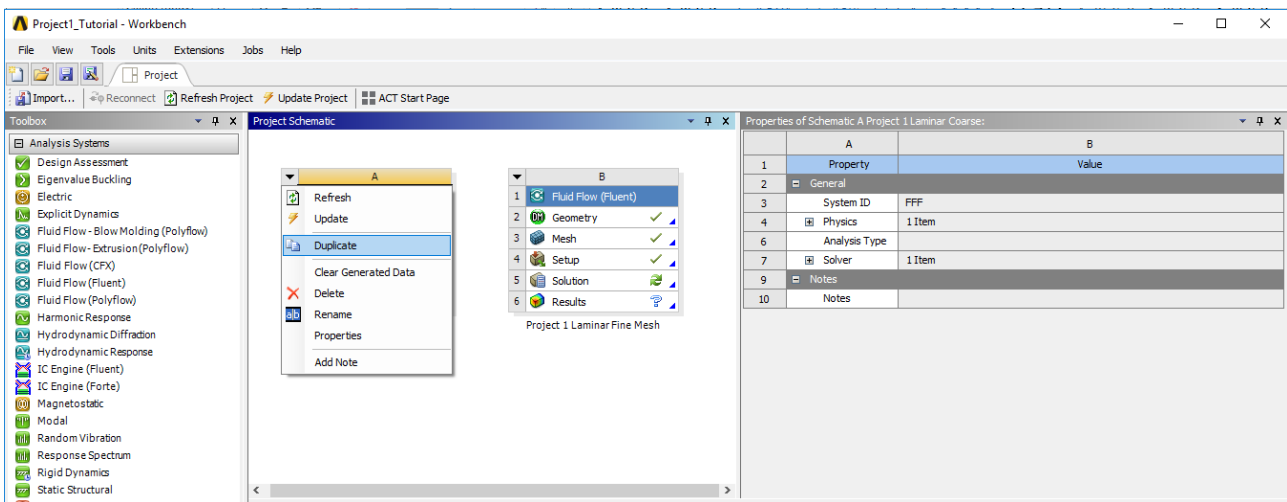 Project1_Tutorial - Workbench
File View Tools Units Extensions Jobs Help
Project
Import... Reconnect Refresh Project Update Project ACT Start Page
Toolbox
Analysis Systems
Design Assessment
Eigenvalue Buckling
Electric
Explicit Dynamics
Fluid Flow - Blow Molding (Polyflow)
Fluid Flow - Extrusion (Polyflow)
Fluid Flow (CFX)
Fluid Flow (Fluent)
Fluid Flow (Polyflow)
Harmonic Response
Hydrodynamic Diffraction
Hydrodynamic Response
IC Engine (Fluent)
IC Engine (Forte)
Magnetostatic
Modal
Random Vibration
Response Spectrum
Rigid Dynamics
Static Structural
Project Schematic
A
Refresh
Update
Duplicate
Clear Generated Data
Delete
Rename
Properties
Add Note
B
1 Fluid Flow (Fluent)
2 Geometry
3 Mesh
4 Setup
5 Solution
6 Results
Project 1 Laminar Fine Mesh
Properties of Schematic A Project 1 Laminar Coarse:
A B
1 Property Value
2 General
3 System ID FFF
4 Physics 1 Item
6 Analysis Type
7 Solver 1 Item
9 Notes
10 Notes